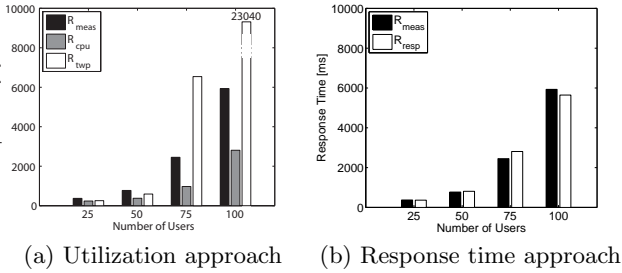 10000
8000
6000
4000
2000
0
R meas
R cpu
R twp
23040
25 50 75 100
Number of Users
(a) Utilization approach
Response Time [ms]
10000
8000
6000
4000
2000
0
R meas
R resp
25 50 75 100
Number of Users
(b) Response time approach